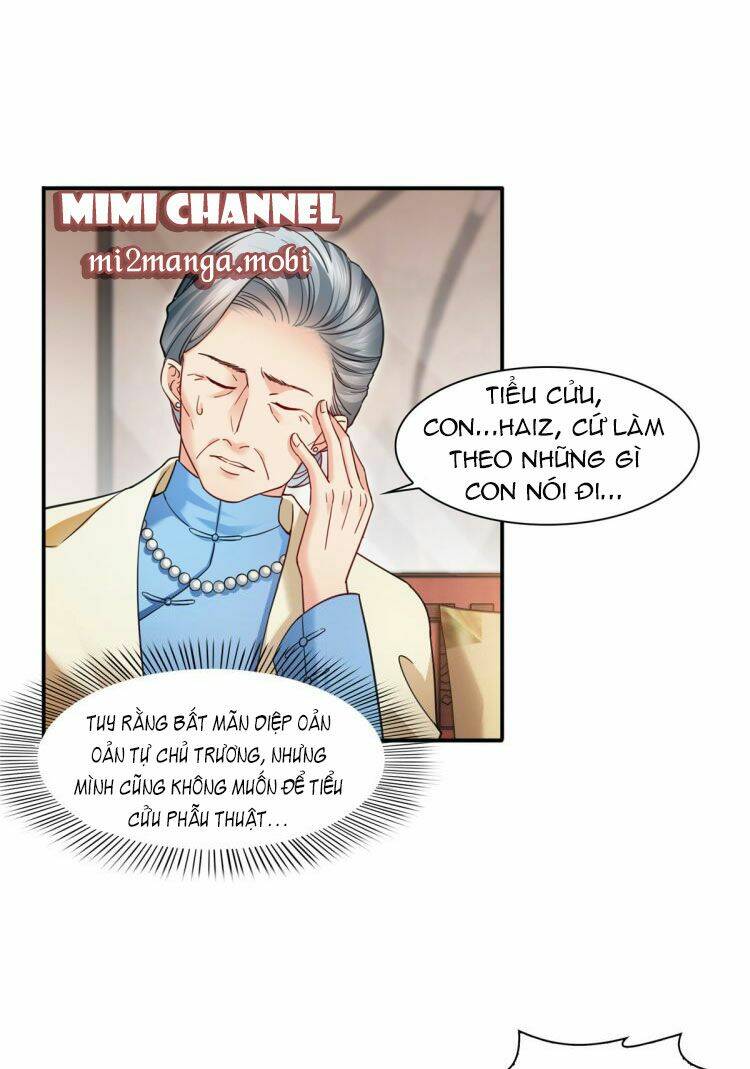 MIMI CHANNEL
mi2manga.mobi
TIỂU CỬU,
CON...HAIZ, CỨ LÀM
THEO NHỮNG GÌ
CON NÓI ĐI...
TUY RẰNG BẤT MÃN DIỆP OẢN
OẢN TỰ CHỦ TRƯƠNG, NHƯNG
MÌNH CŨNG KHÔNG MUỐN ĐỂ TIỂU
CỬU PHẪU THUẬT...